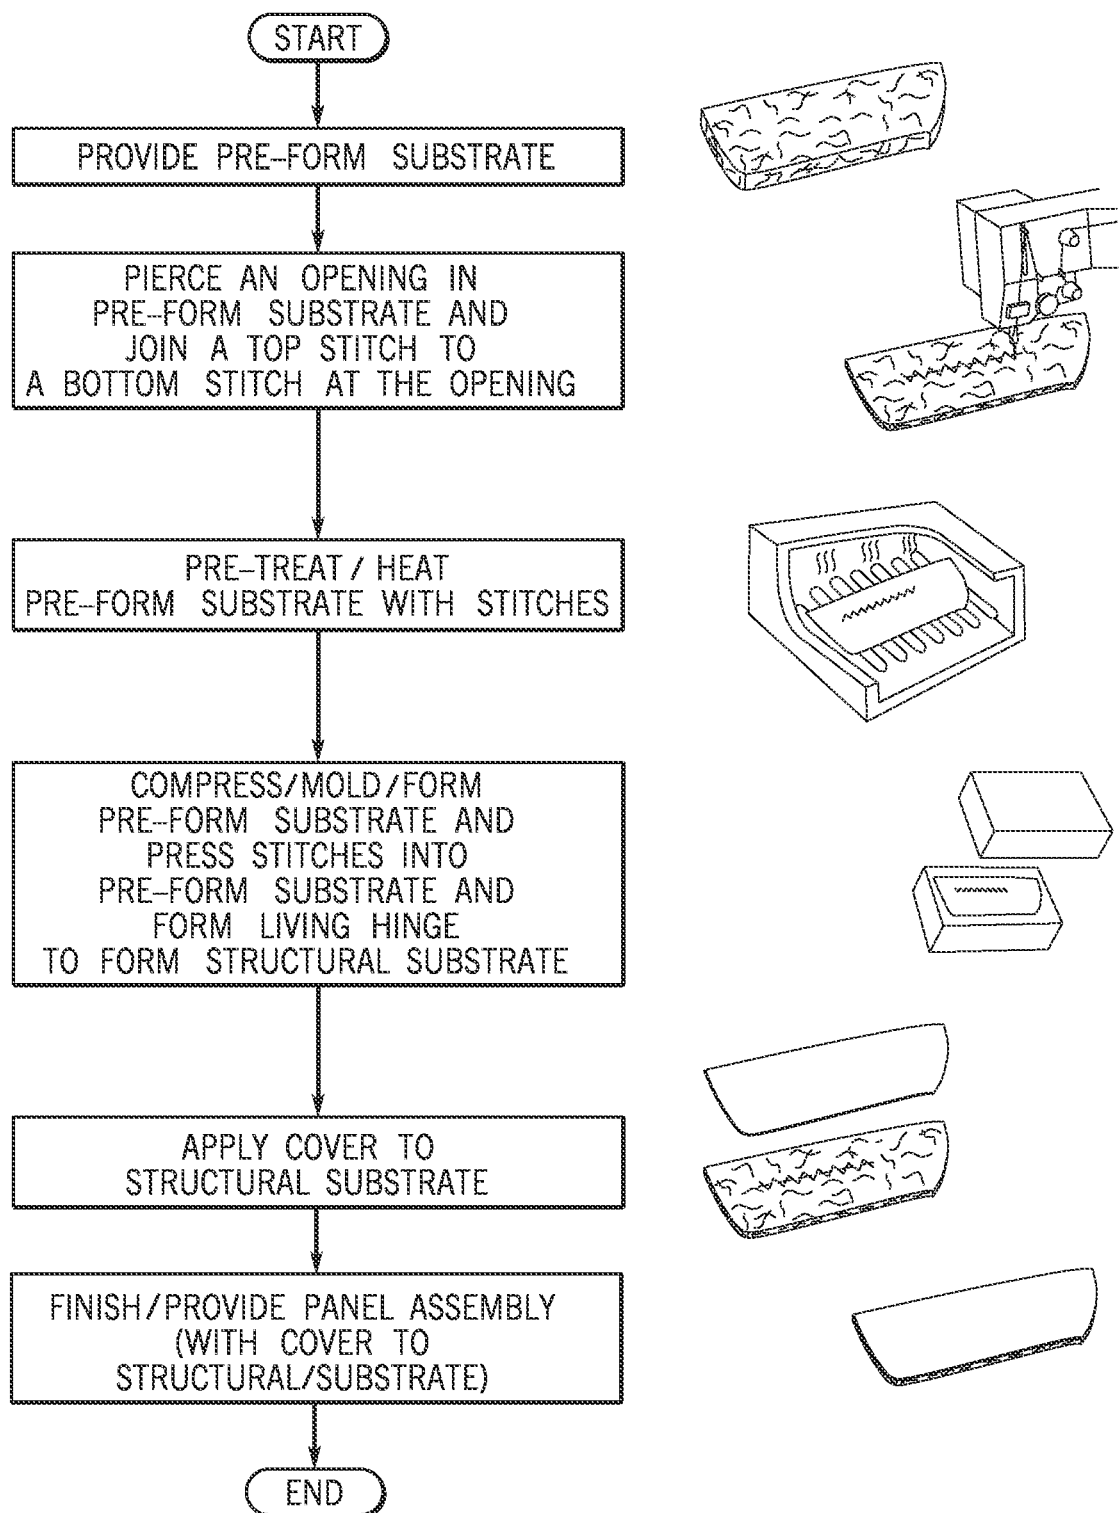 START
PROVIDE PRE-FORM SUBSTRATE
PIERCE AN OPENING IN
PRE-FORM SUBSTRATE AND
JOIN A TOP STITCH TO
A BOTTOM STITCH AT THE OPENING
PRE-TREAT / HEAT
PRE-FORM SUBSTRATE WITH STITCHES
COMPRESS/MOLD/FORM
PRE-FORM SUBSTRATE AND
PRESS STITCHES INTO
PRE-FORM SUBSTRATE AND
FORM LIVING HINGE
TO FORM STRUCTURAL SUBSTRATE
APPLY COVER TO
STRUCTURAL SUBSTRATE
FINISH/PROVIDE PANEL ASSEMBLY
(WITH COVER TO
STRUCTURAL/SUBSTRATE)
END